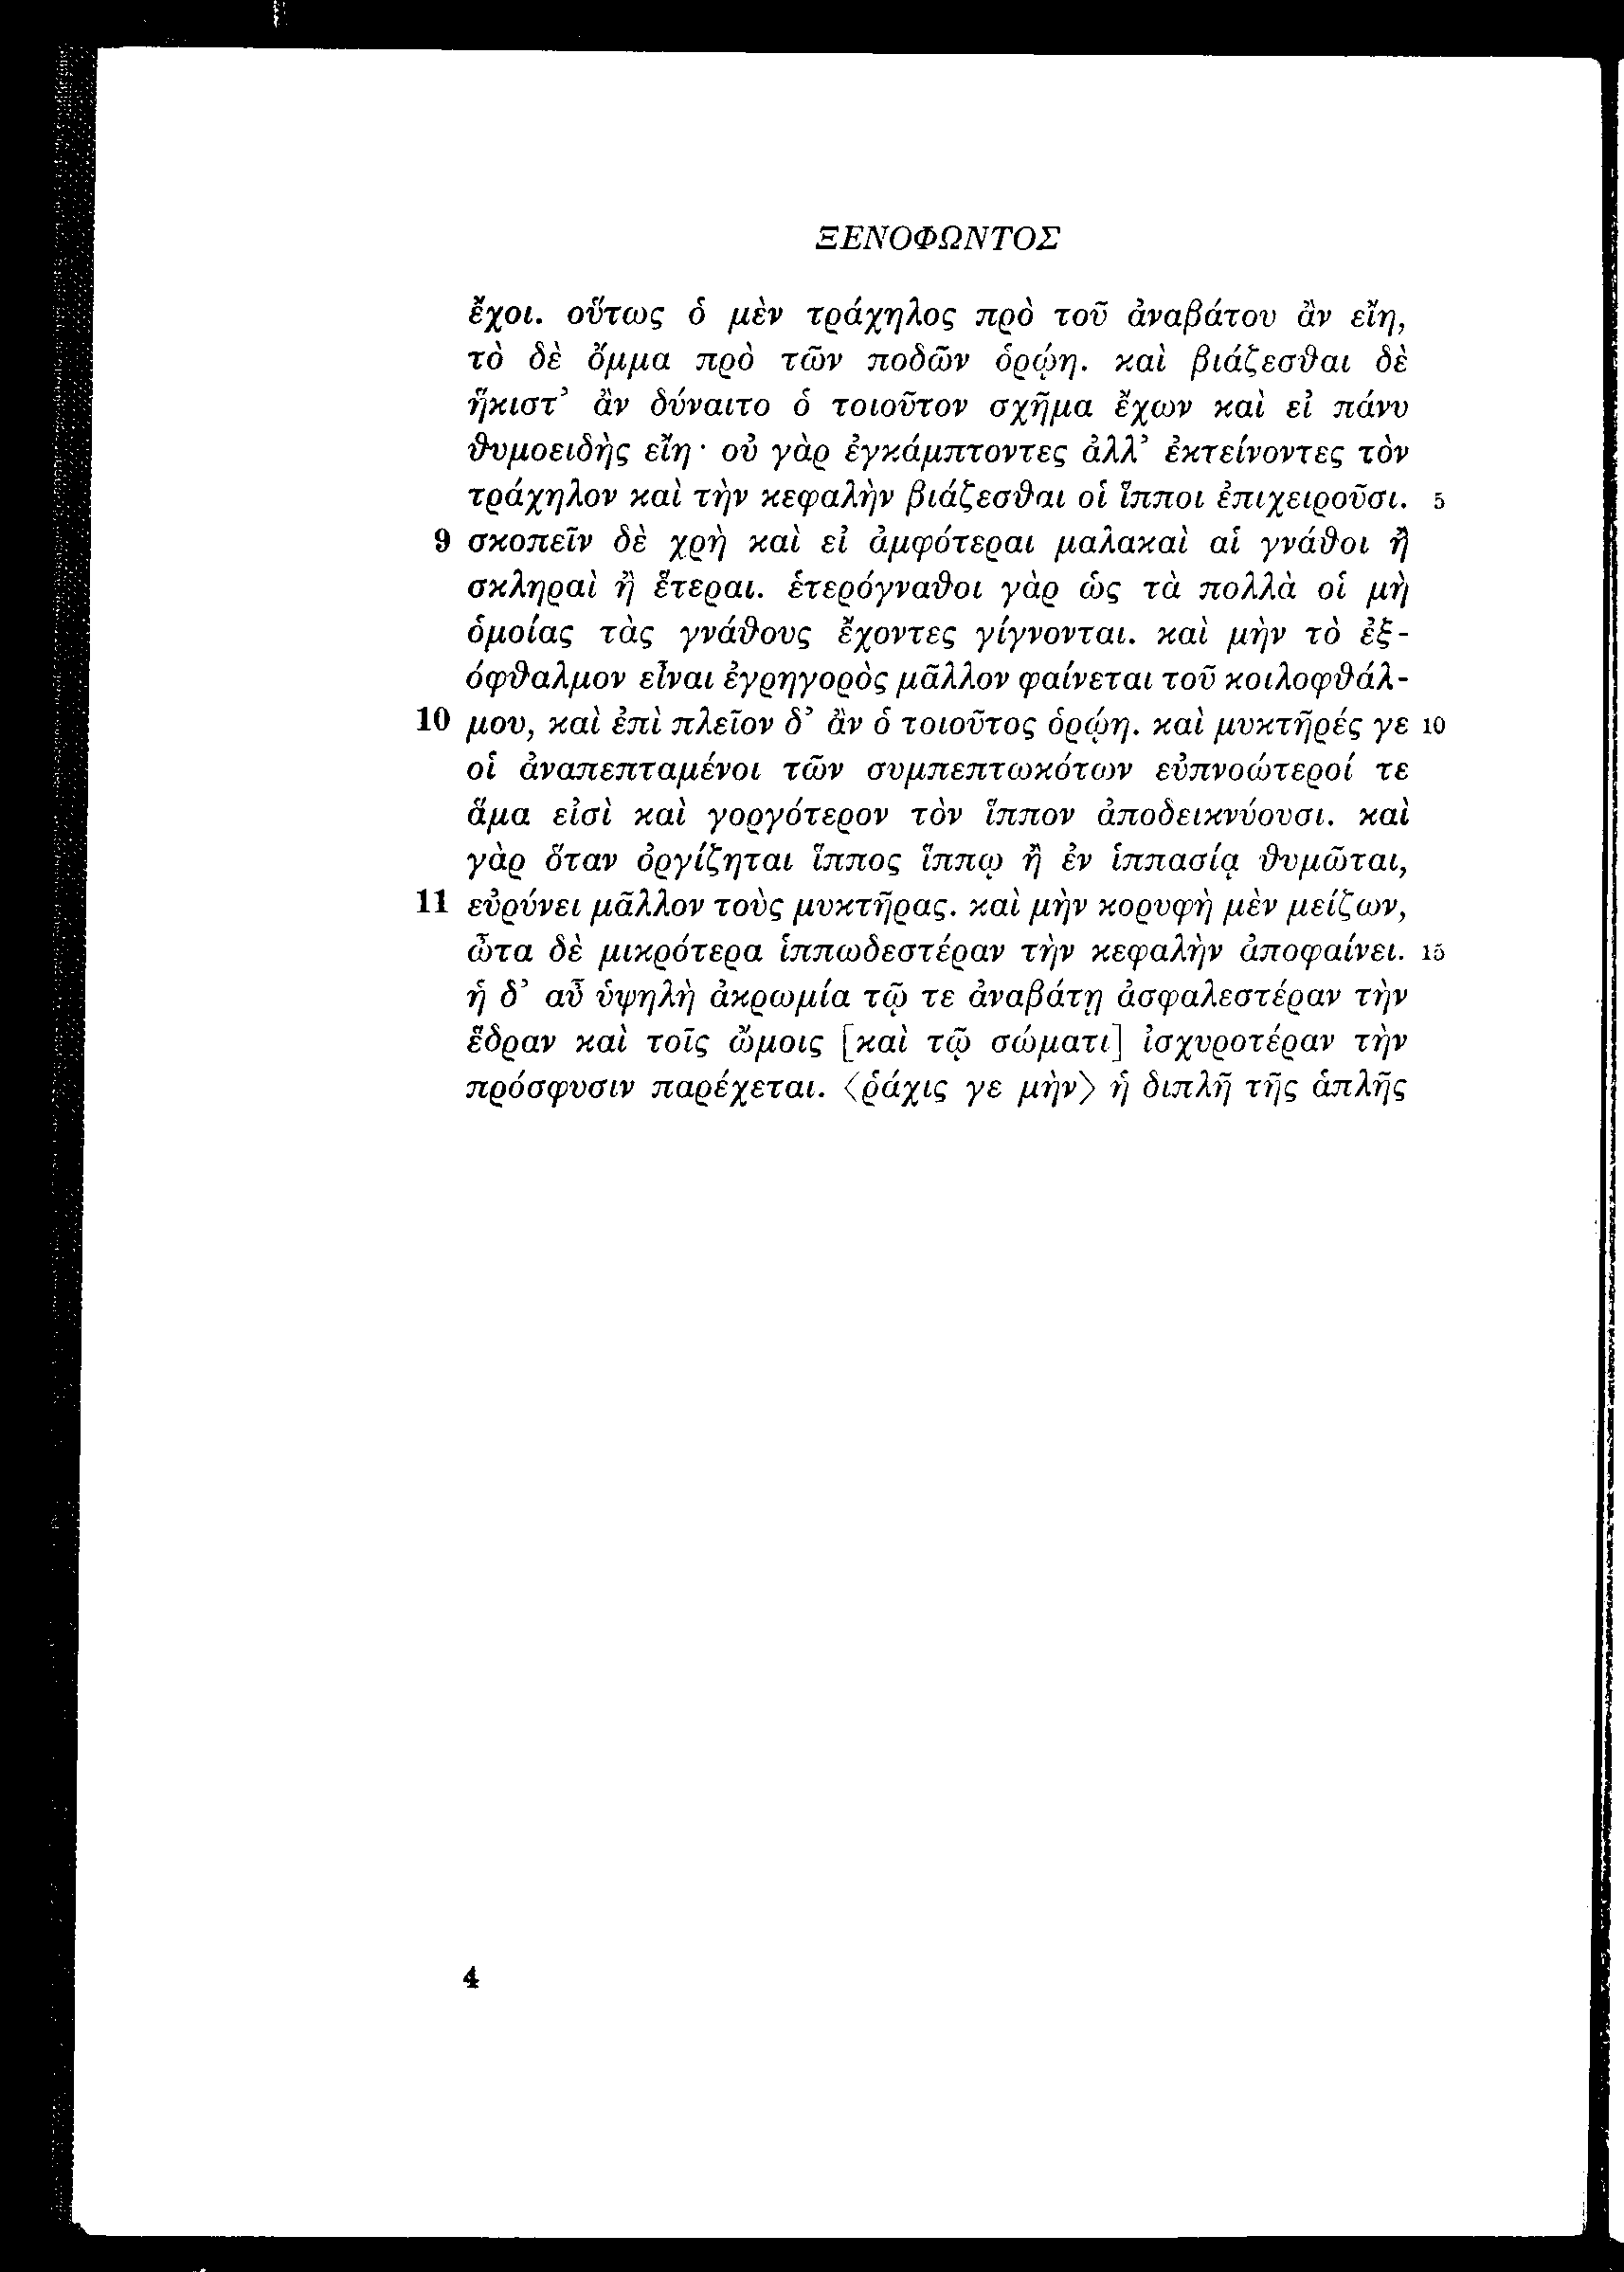 ΞΕΝΟΦΩΝΤΟΣ
ἔχοι. οὕτως ὁ μὲν τράχηλος πρὸ τοῦ ἀναβάτου ἂν εἴη,
τὸ δὲ ὄμμα πρὸ τῶν ποδῶν ὁρῴη. καὶ βιάζεσθαι δὲ
ἥκιστ’ ἂν δύναιτο ὁ τοιοῦτον σχῆμα ἔχων καὶ εἰ πάνυ
θυμοειδὴς εἴη· οὐ γὰρ ἐγκάμπτοντες ἀλλ’ ἐκτείνοντες τὸν
τράχηλον καὶ τὴν κεφαλὴν βιάζεσθαι οἱ ἵπποι ἐπιχειροῦσι. 5
9 σκοπεῖν δὲ χρὴ καὶ εἰ ἀμφότεραι μαλακαὶ αἱ γνάθοι ἢ
σκληραὶ ἢ ἕτεραι. ἑτερόγναθοι γὰρ ὡς τὰ πολλὰ οἱ μὴ
ὁμοίας τὰς γνάθους ἔχοντες γίγνονται. καὶ μὴν τὸ ἐξ-
όφθαλμον εἶναι ἐγρηγορὸς μᾶλλον φαίνεται τοῦ κοιλοφθάλ-
10 μου, καὶ ἐπὶ πλεῖον δ’ ἂν ὁ τοιοῦτος ὁρῴη. καὶ μυκτῆρές γε 10
οἱ ἀναπεπταμένοι τῶν συμπεπτωκότων εὐπνοώτεροί τε
ἅμα εἰσὶ καὶ γοργότερον τὸν ἵππον ἀποδεικνύουσι. καὶ
γὰρ ὅταν ὀργίζηται ἵππος ἵππῳ ἢ ἐν ἱππασίᾳ θυμῶται,
11 εὐρύνει μᾶλλον τοὺς μυκτῆρας. καὶ μὴν κορυφὴ μὲν μείζων,
ὦτα δὲ μικρότερα ἱππωδεστέραν τὴν κεφαλὴν ἀποφαίνει. 15
ἡ δ’ αὖ ὑψηλὴ ἀκρωμία τῷ τε ἀναβάτῃ ἀσφαλεστέραν τὴν
ἕδραν καὶ τοῖς ὤμοις [καὶ τῷ σώματι] ἰσχυροτέραν τὴν
πρόσφυσιν παρέχεται. ⟨ῥάχις γε μὴν⟩ ἡ διπλῆ τῆς ἁπλῆς
4